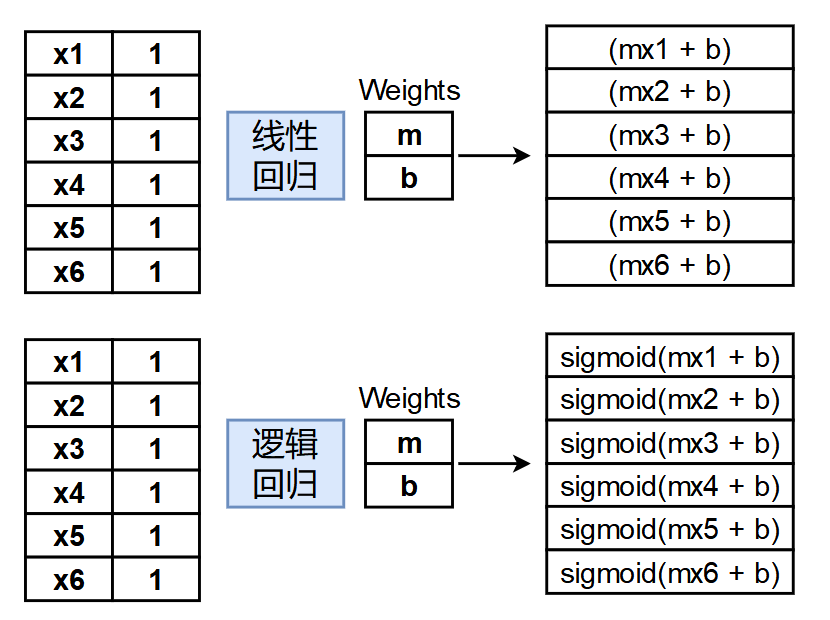 x1 1
x2 1
x3 1
x4 1
x5 1
x6 1
线性
回归
Weights
m
b
(mx1 + b)
(mx2 + b)
(mx3 + b)
(mx4 + b)
(mx5 + b)
(mx6 + b)
x1 1
x2 1
x3 1
x4 1
x5 1
x6 1
逻辑
回归
Weights
m
b
sigmoid(mx1 + b)
sigmoid(mx2 + b)
sigmoid(mx3 + b)
sigmoid(mx4 + b)
sigmoid(mx5 + b)
sigmoid(mx6 + b)